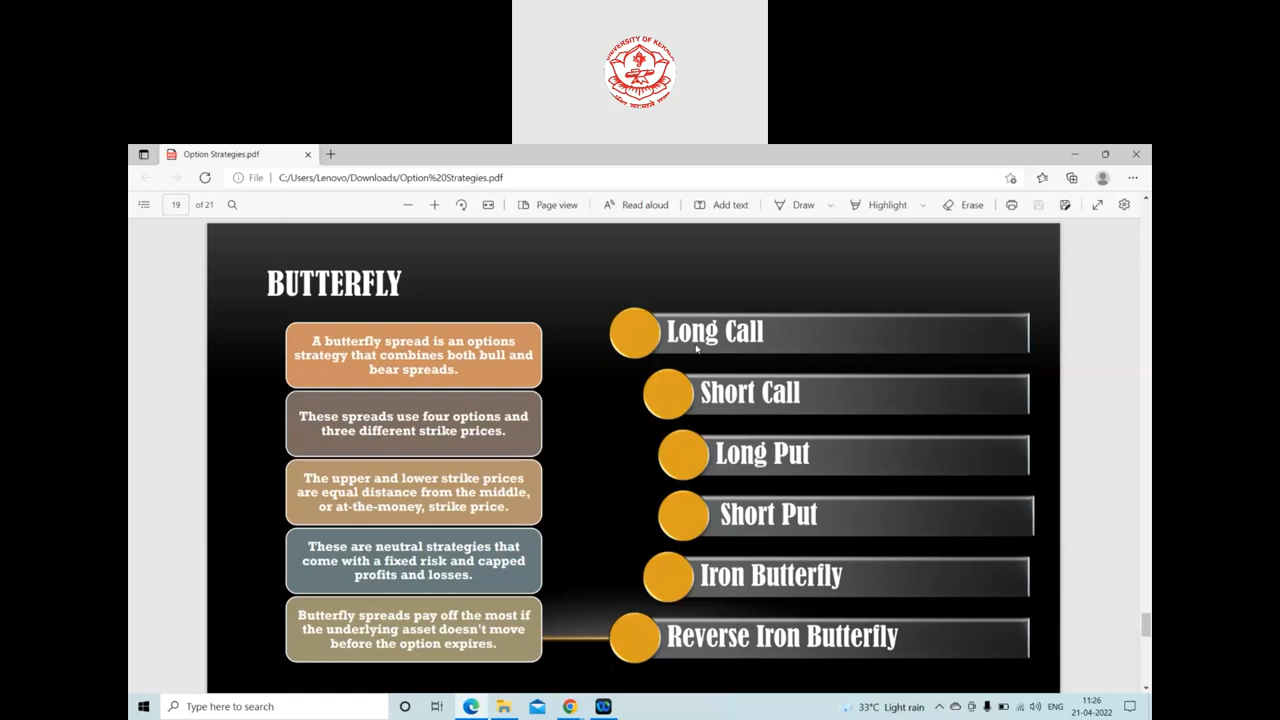 UNIVERSITY OF KERALA
Option Strategies.pdf
File
C:/Users/Lenovo/Downloads/Option%20Strategies.pdf
19 of 21
Page view
Read aloud
Add text
Draw
Highlight
Erase
BUTTERFLY
A butterfly spread is an options
strategy that combines both bull and
bear spreads.
These spreads use four options and
three different strike prices.
The upper and lower strike prices
are equal distance from the middle,
or at-the-money, strike price.
These are neutral strategies that
come with a fixed risk and capped
profits and losses.
Butterfly spreads pay off the most if
the underlying asset doesn't move
before the option expires.
Long Call
Short Call
Long Put
Short Put
Iron Butterfly
Reverse Iron Butterfly
Type here to search
33°C Light rain
ENG
11:26
21-04-2022